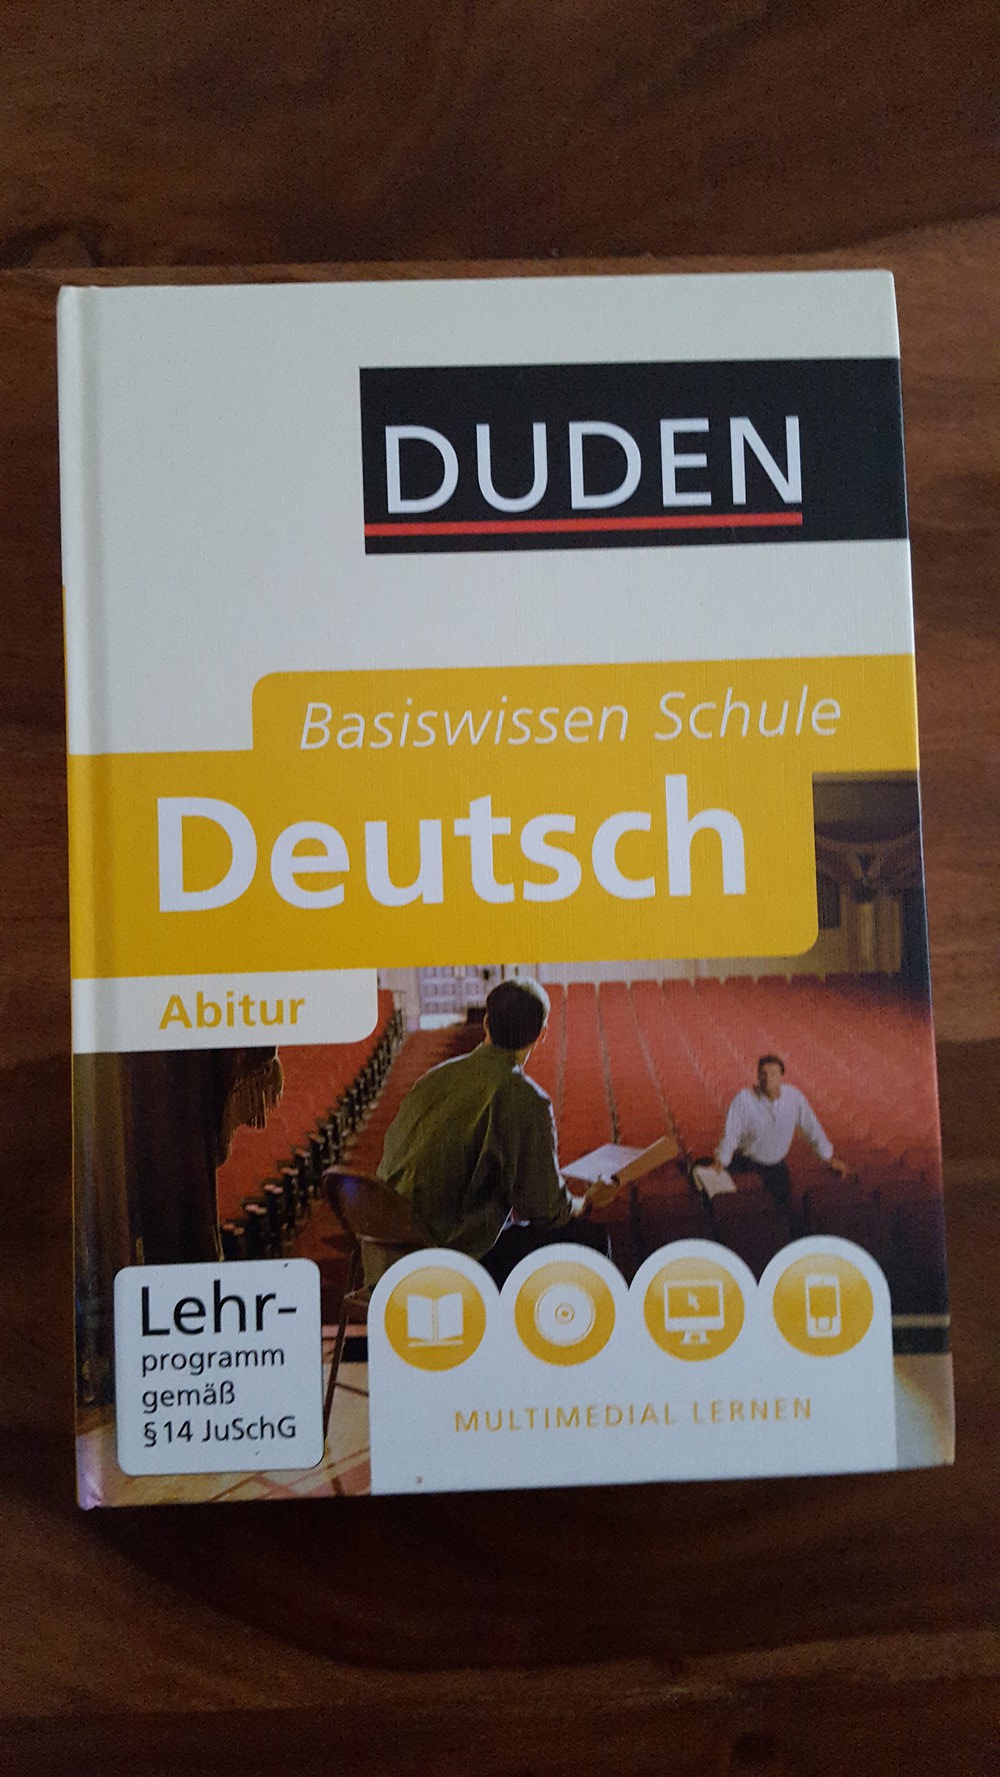 DUDEN
Basiswissen Schule
Deutsch
Abitur
Lehr-
programm
gemäß
§ 14 JuSchG
MULTIMEDIAL LERNEN